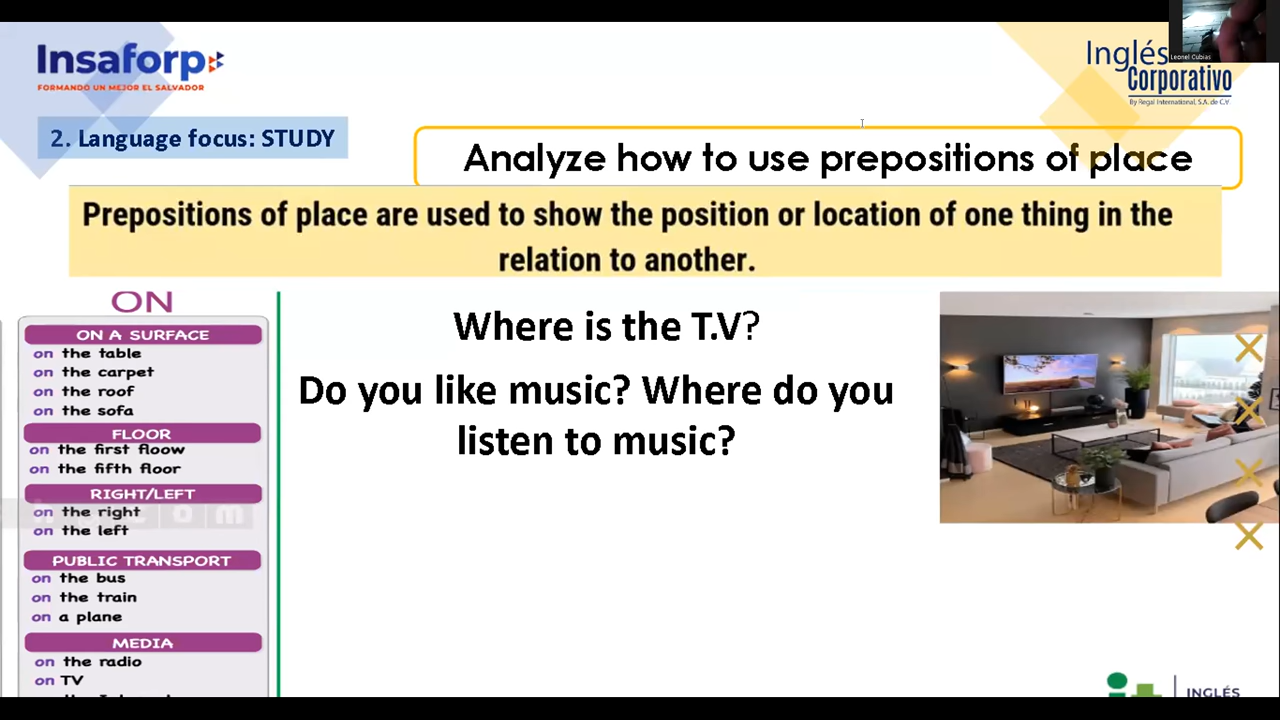 Insaforp
FORMANDO UN MEJOR EL SALVADOR
Inglés
Corporativo
By Regal International, S.A. de C.V
Leonel Cubias
2. Language focus: STUDY
Analyze how to use prepositions of place
Prepositions of place are used to show the position or location of one thing in the
relation to another.
ON
ON A SURFACE
on the table
on the carpet
on the roof
on the sofa
FLOOR
on the first floow
on the fifth floor
RIGHT/LEFT
on the right
on the left
PUBLIC TRANSPORT
on the bus
on the train
on a plane
MEDIA
on the radio
on TV
Where is the T.V?
Do you like music? Where do you
listen to music?
INGLÉS